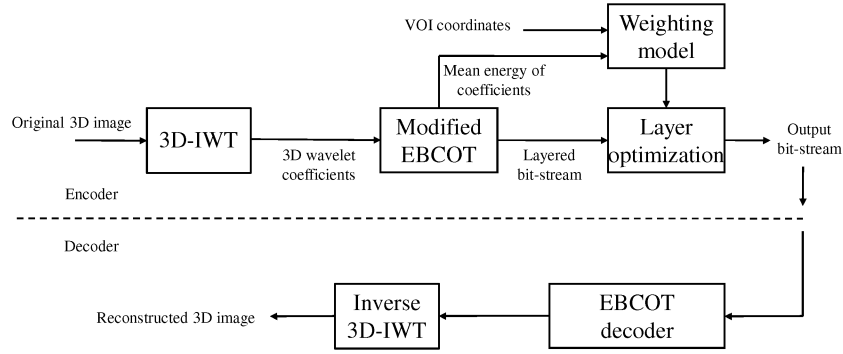 VOI coordinates
Weighting
model
Mean energy of
coefficients
Original 3D image
3D-IWT
3D wavelet
coefficients
Modified
EBCOT
Layered
bit-stream
Layer
optimization
Output
bit-stream
Encoder
Decoder
Reconstructed 3D image
Inverse
3D-IWT
EBCOT
decoder